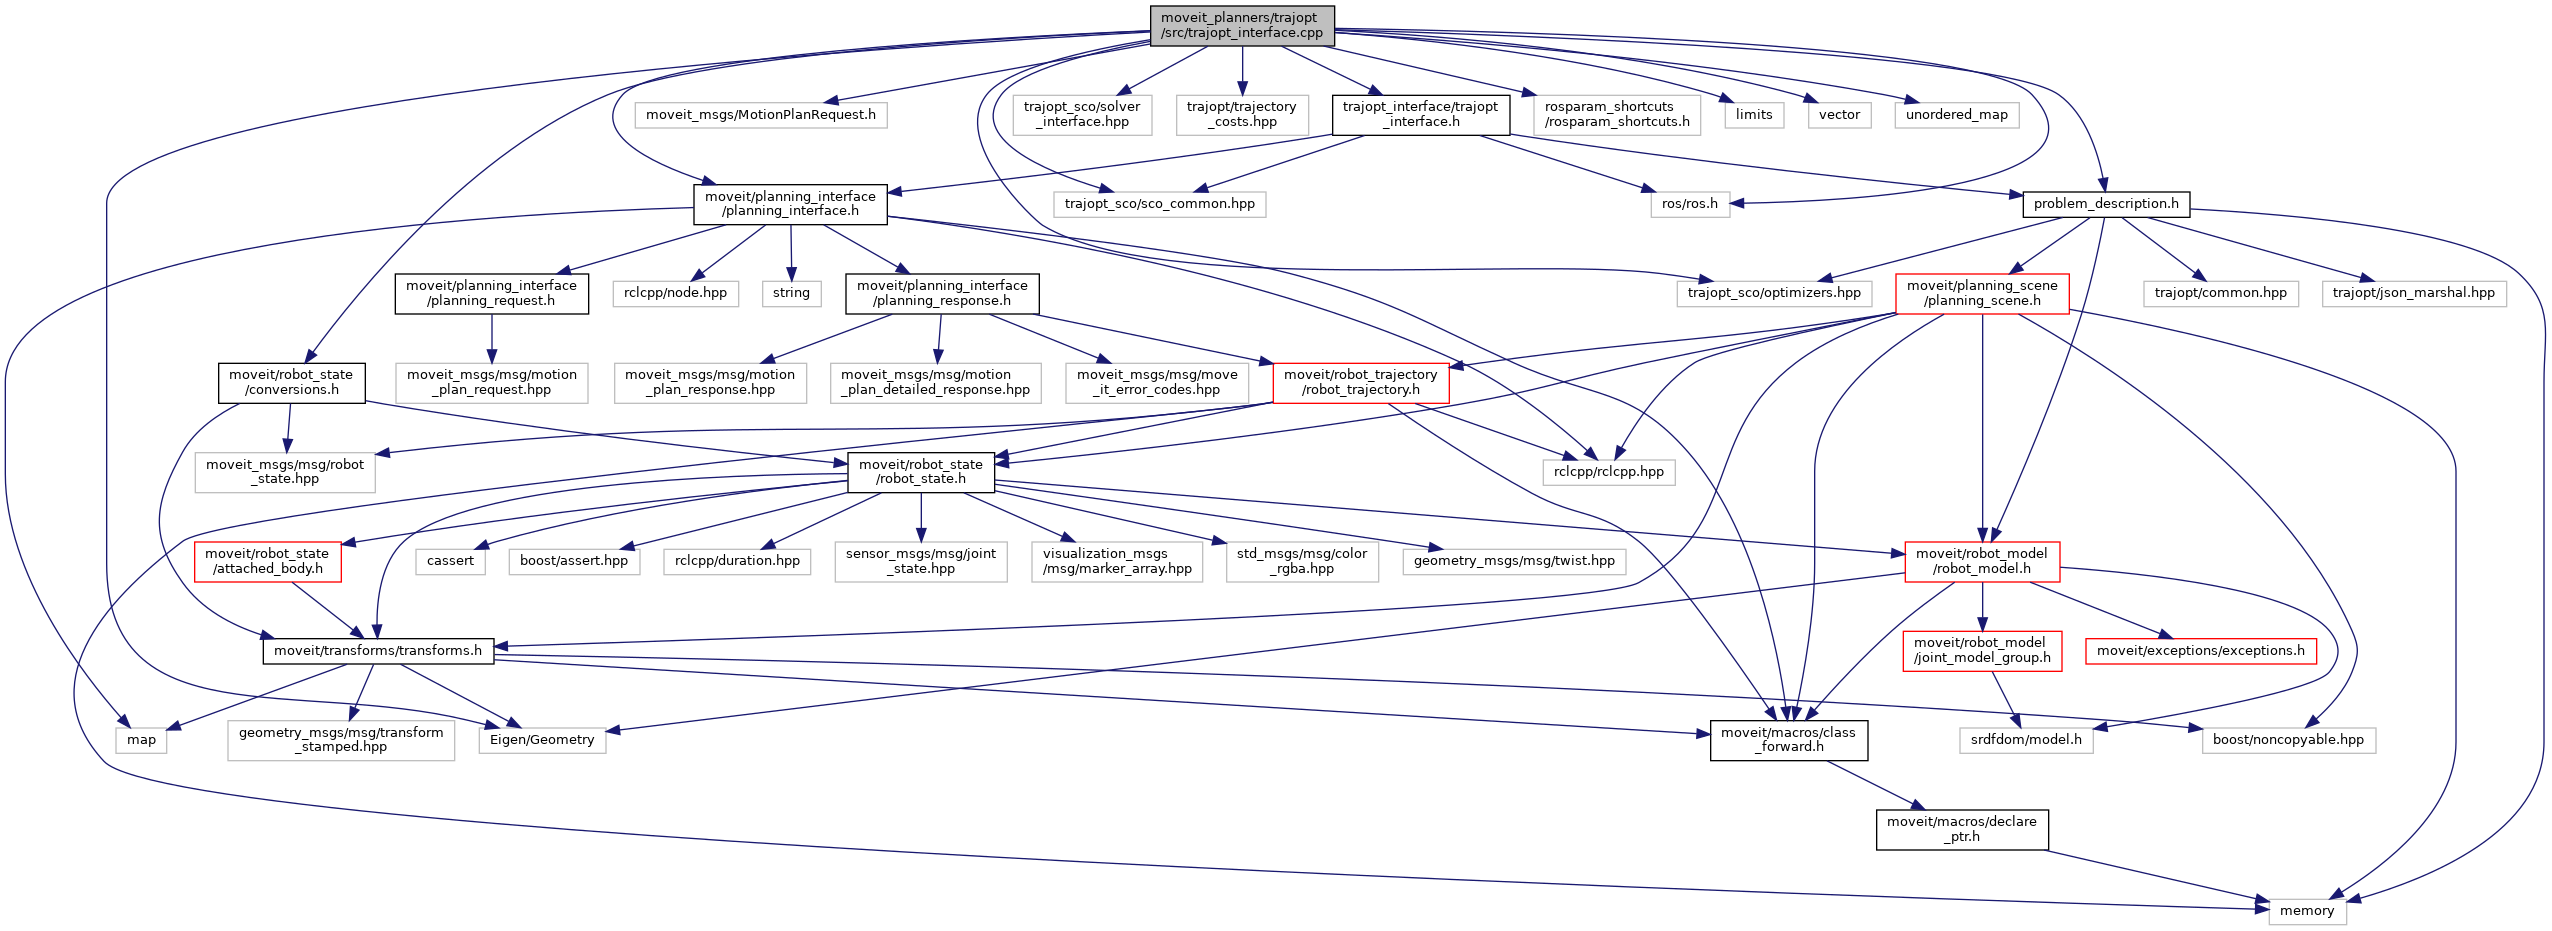 moveit_planners/trajopt
/src/trajopt_interface.cpp
moveit_msgs/MotionPlanRequest.h
trajopt_sco/solver
_interface.hpp
trajopt/trajectory
_costs.hpp
trajopt_interface/trajopt
_interface.h
rosparam_shortcuts
/rosparam_shortcuts.h
limits
vector
unordered_map
moveit/planning_interface
/planning_interface.h
trajopt_sco/sco_common.hpp
ros/ros.h
problem_description.h
moveit/planning_interface
/planning_request.h
rclcpp/node.hpp
string
moveit/planning_interface
/planning_response.h
trajopt_sco/optimizers.hpp
moveit/planning_scene
/planning_scene.h
trajopt/common.hpp
trajopt/json_marshal.hpp
moveit/robot_state
/conversions.h
moveit_msgs/msg/motion
_plan_request.hpp
moveit_msgs/msg/motion
_plan_response.hpp
moveit_msgs/msg/motion
_plan_detailed_response.hpp
moveit_msgs/msg/move
_it_error_codes.hpp
moveit/robot_trajectory
/robot_trajectory.h
moveit_msgs/msg/robot
_state.hpp
moveit/robot_state
/robot_state.h
rclcpp/rclcpp.hpp
moveit/robot_state
/attached_body.h
cassert
boost/assert.hpp
rclcpp/duration.hpp
sensor_msgs/msg/joint
_state.hpp
visualization_msgs
/msg/marker_array.hpp
std_msgs/msg/color
_rgba.hpp
geometry_msgs/msg/twist.hpp
moveit/robot_model
/robot_model.h
moveit/transforms/transforms.h
moveit/robot_model
/joint_model_group.h
moveit/exceptions/exceptions.h
map
geometry_msgs/msg/transform
_stamped.hpp
Eigen/Geometry
moveit/macros/class
_forward.h
srdfdom/model.h
boost/noncopyable.hpp
moveit/macros/declare
_ptr.h
memory